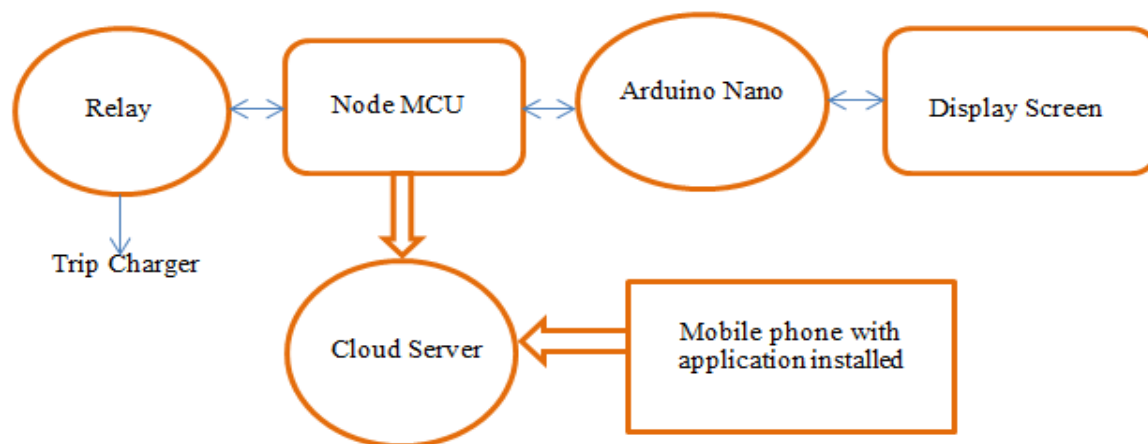 Relay
Node MCU
Arduino Nano
Display Screen
Trip Charger
Cloud Server
Mobile phone with
application installed